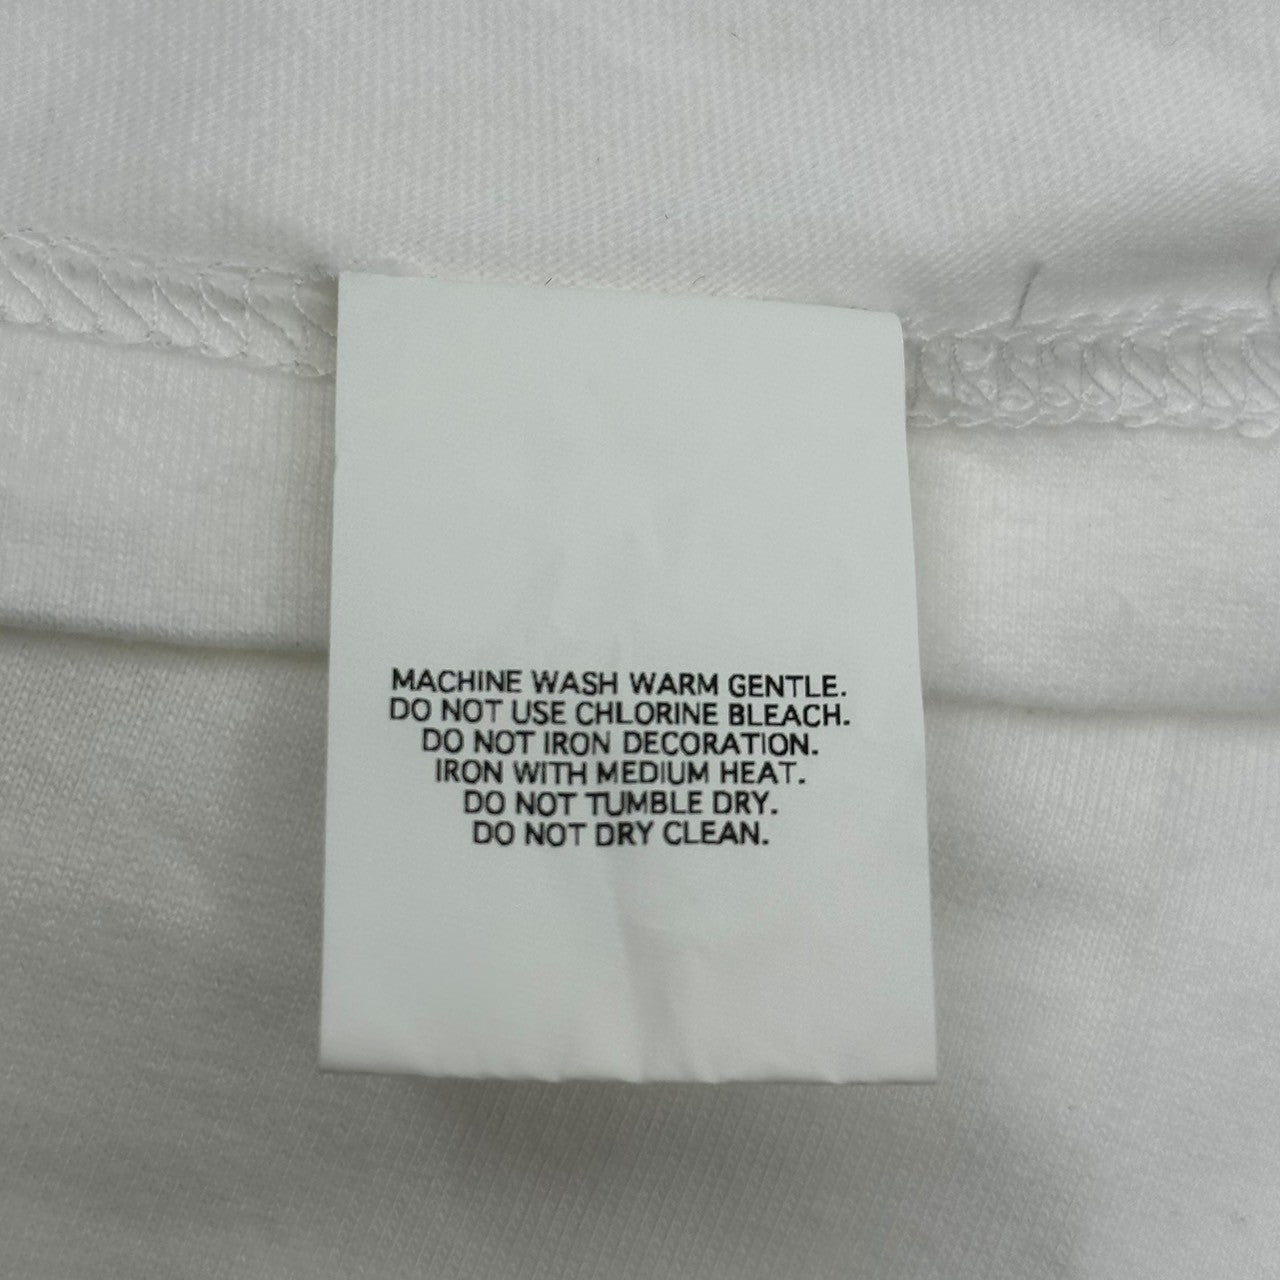 MACHINE WASH WARM GENTLE.
DO NOT USE CHLORINE BLEACH.
DO NOT IRON DECORATION.
IRON WITH MEDIUM HEAT.
DO NOT TUMBLE DRY.
DO NOT DRY CLEAN.